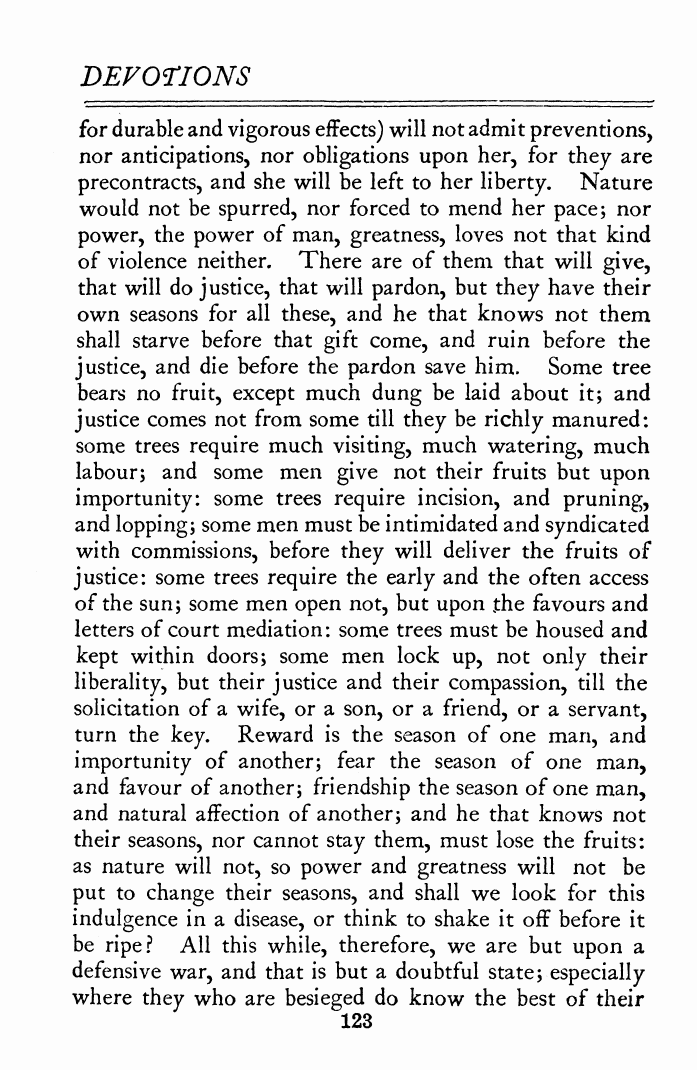 DEVOTIONS
for durable and vigorous effects) will not admit preventions,
nor anticipations, nor obligations upon her, for they are
precontracts, and she will be left to her liberty. Nature
would not be spurred, nor forced to mend her pace; nor
power, the power of man, greatness, loves not that kind
of violence neither. There are of them that will give,
that will do justice, that will pardon, but they have their
own seasons for all these, and he that knows not them
shall starve before that gift come, and ruin before the
justice, and die before the pardon save him. Some tree
bears no fruit, except much dung be laid about it; and
justice comes not from some till they be richly manured:
some trees require much visiting, much watering, much
labour; and some men give not their fruits but upon
importunity: some trees require incision, and pruning,
and lopping; some men must be intimidated and syndicated
with commissions, before they will deliver the fruits of
justice: some trees require the early and the often access
of the sun; some men open not, but upon the favours and
letters of court mediation: some trees must be housed and
kept within doors; some men lock up, not only their
liberality, but their justice and their compassion, till the
solicitation of a wife, or a son, or a friend, or a servant,
turn the key. Reward is the season of one man, and
importunity of another; fear the season of one man,
and favour of another; friendship the season of one man,
and natural affection of another; and he that knows not
their seasons, nor cannot stay them, must lose the fruits:
as nature will not, so power and greatness will not be
put to change their seasons, and shall we look for this
indulgence in a disease, or think to shake it off before it
be ripe? All this while, therefore, we are but upon a
defensive war, and that is but a doubtful state; especially
where they who are besieged do know the best of their
123